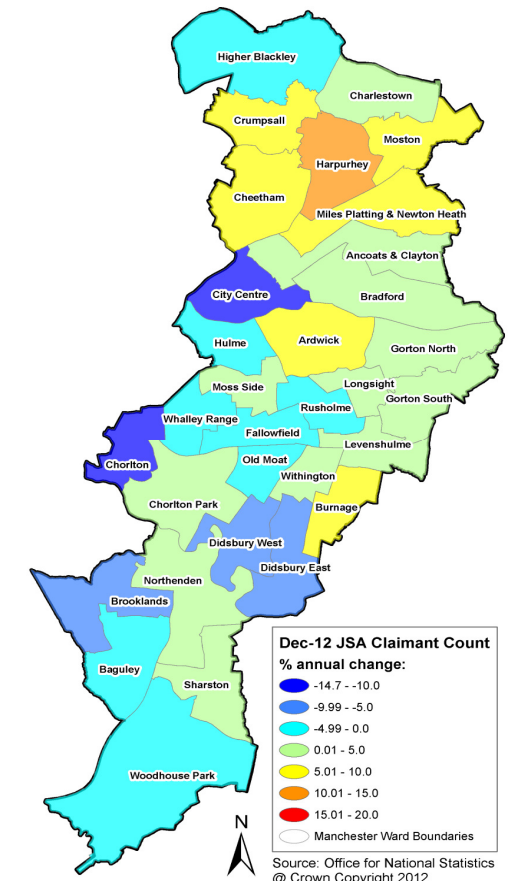 Higher Blackley
Charlestown
Crumpsall
Moston
Harpurhey
Cheetham
Miles Platting & Newton Heath
Ancoats & Clayton
City Centre
Bradford
Hulme
Ardwick
Gorton North
Moss Side
Longsight
Gorton South
Rusholme
Whalley Range
Fallowfield
Levenshulme
Old Moat
Chorlton
Withington
Chorlton Park
Burnage
Didsbury West
Didsbury East
Northenden
Brooklands
Baguley
Sharston
Woodhouse Park
N
Dec-12 JSA Claimant Count
% annual change:
-14.7 - -10.0
-9.99 - -5.0
-4.99 - 0.0
0.01 - 5.0
5.01 - 10.0
10.01 - 15.0
15.01 - 20.0
Manchester Ward Boundaries
Source: Office for National Statistics
@ Crown Copyright 2012